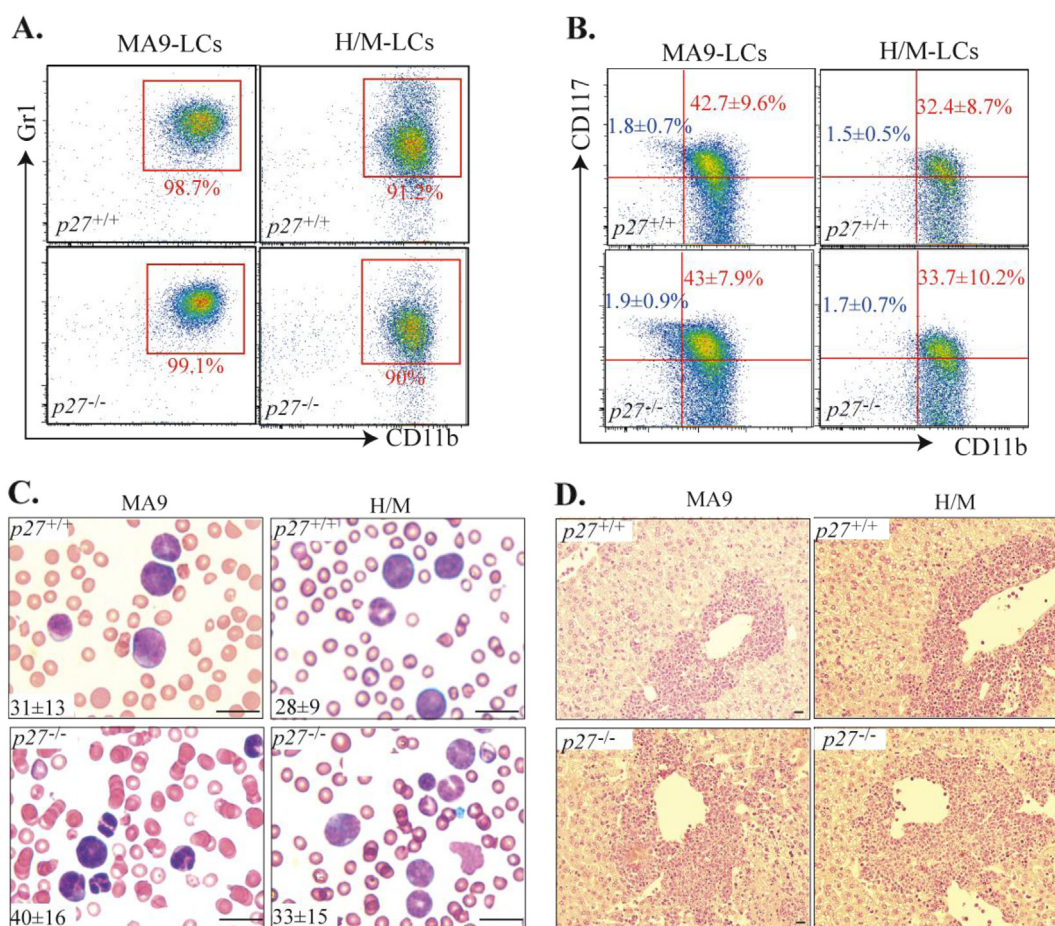 A.
MA9-LCs H/M-LCs
Gr1
98.7%
p27+/+
91.2%
p27+/+
99.1%
p27-/-
90%
p27-/-
CD11b
B.
MA9-LCs H/M-LCs
CD117
42.7±9.6%
1.8±0.7%
p27+/+
32.4±8.7%
1.5±0.5%
p27+/+
43±7.9%
1.9±0.9%
p27-/-
33.7±10.2%
1.7±0.7%
p27-/-
CD11b
C.
MA9 H/M
p27+/+
31±13
p27+/+
28±9
p27-/-
40±16
p27-/-
33±15
D.
MA9 H/M
p27+/+
p27+/+
p27-/-
p27-/-